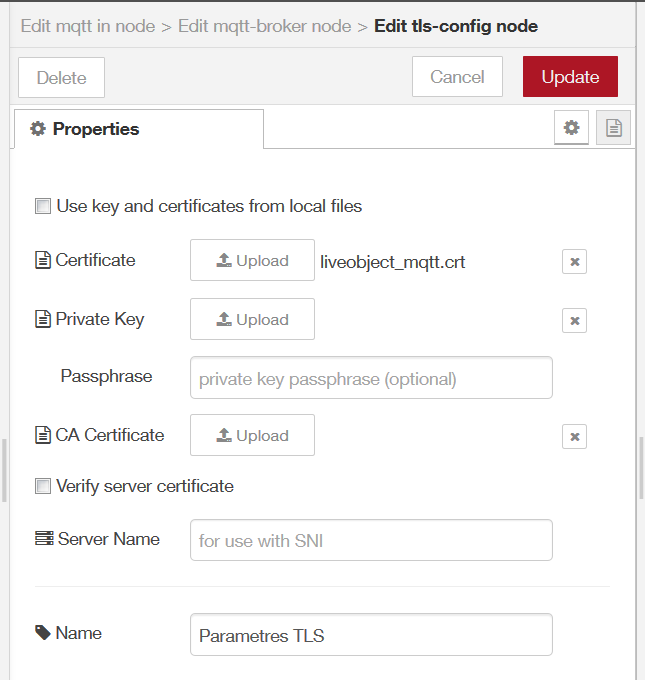 Edit mqtt in node > Edit mqtt-broker node > Edit tls-config node
Delete
Cancel
Update
Properties
Use key and certificates from local files
Certificate
Upload
liveobject_mqtt.crt
Private Key
Upload
Passphrase
private key passphrase (optional)
CA Certificate
Upload
Verify server certificate
Server Name
for use with SNI
Name
Parametres TLS